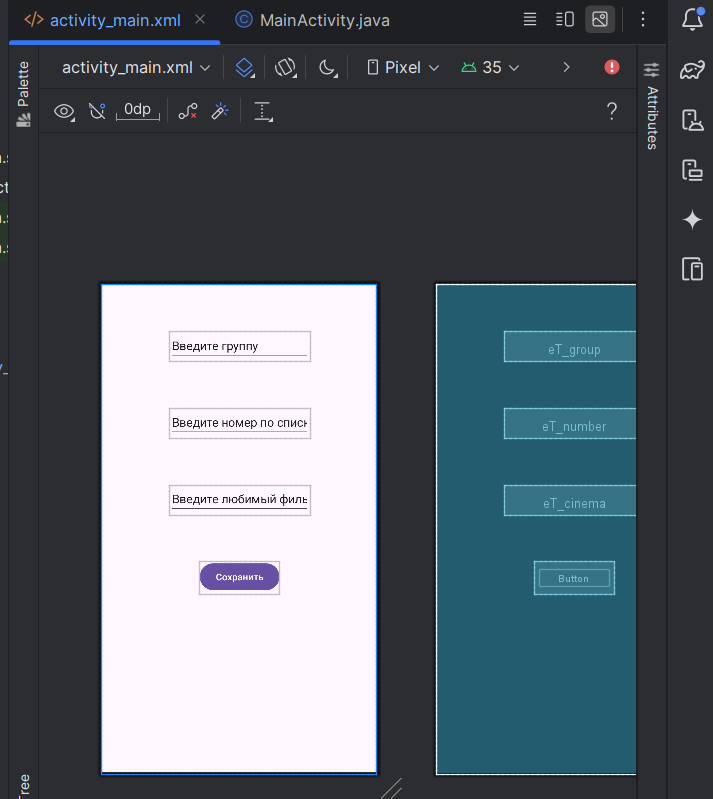 activity_main.xml
MainActivity.java
Palette
activity_main.xml
Pixel
35
0dp
?
Attributes
Введите группу
eT_group
Введите номер по списк
eT_number
Введите любимый филь
eT_cinema
Сохранить
Button
Tree